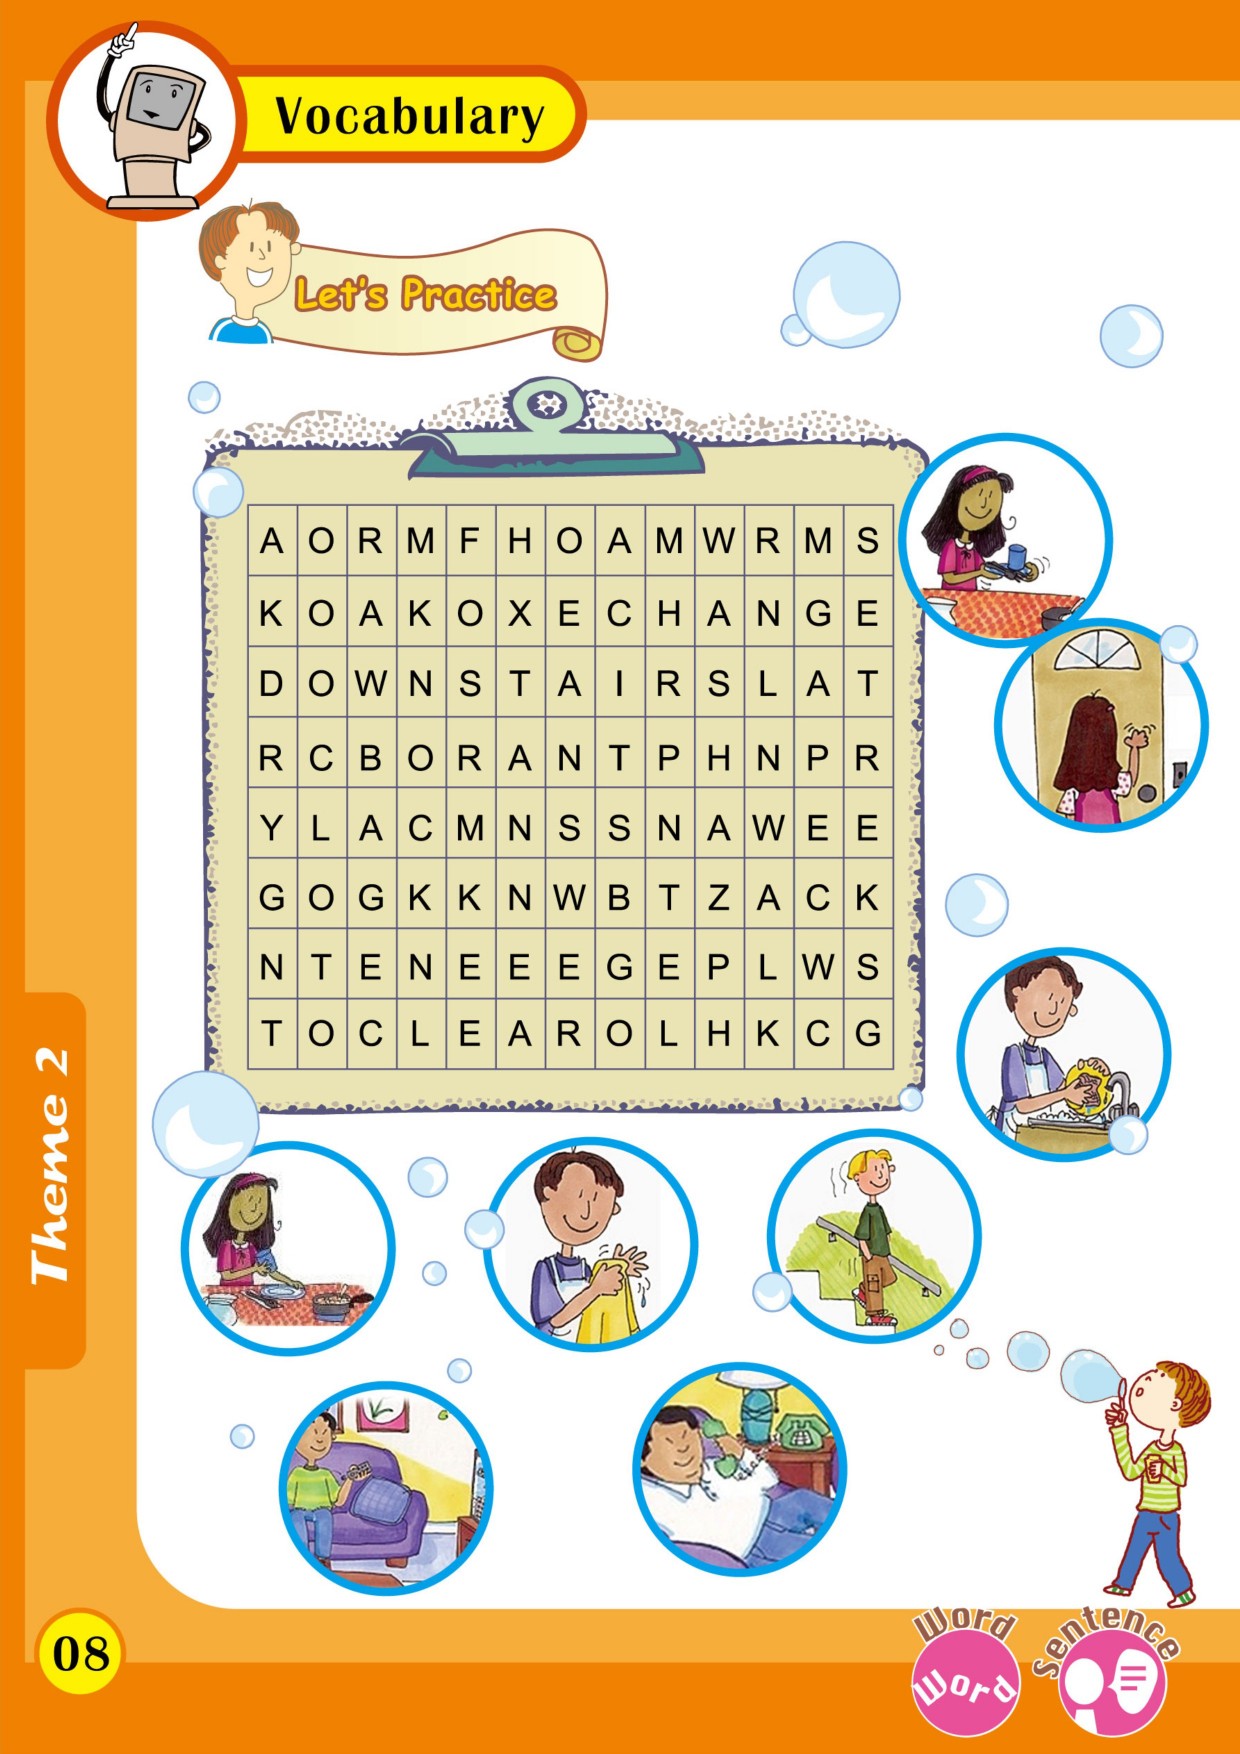 Vocabulary
Let's Practice
A O R M F H O A M W R M S
K O A K O X E C H A N G E
D O W N S T A I R S L A T
R C B O R A N T P H N P R
Y L A C M N S S N A W E E
G O G K K N W B T Z A C K
N T E N E E E G E P L W S
T O C L E A R O L H K C G
Theme 2
08
Word
Word
Sentence